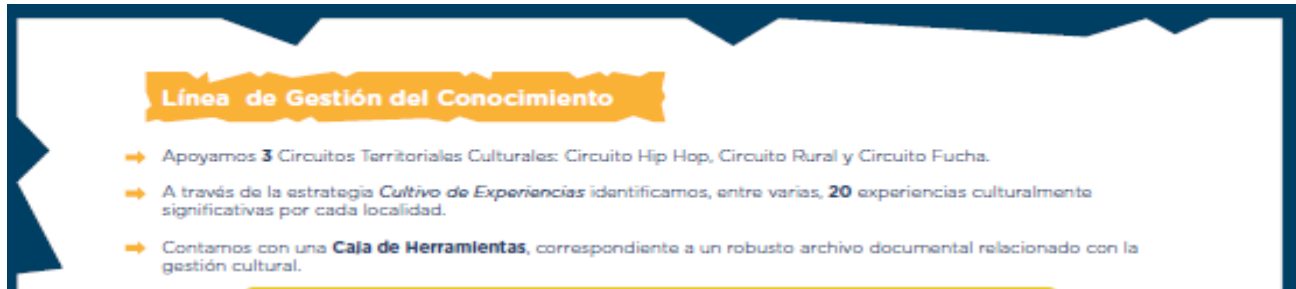 Línea de Gestión del Conocimiento
Apoyamos 3 Circuitos Territoriales Culturales: Circuito Hip Hop, Circuito Rural y Circuito Fucha.
A través de la estrategia Cultivo de Experiencias identificamos, entre varias, 20 experiencias culturalmente
significativas por cada localidad.
Contamos con una Caja de Herramientas, correspondiente a un robusto archivo documental relacionado con la
gestión cultural.